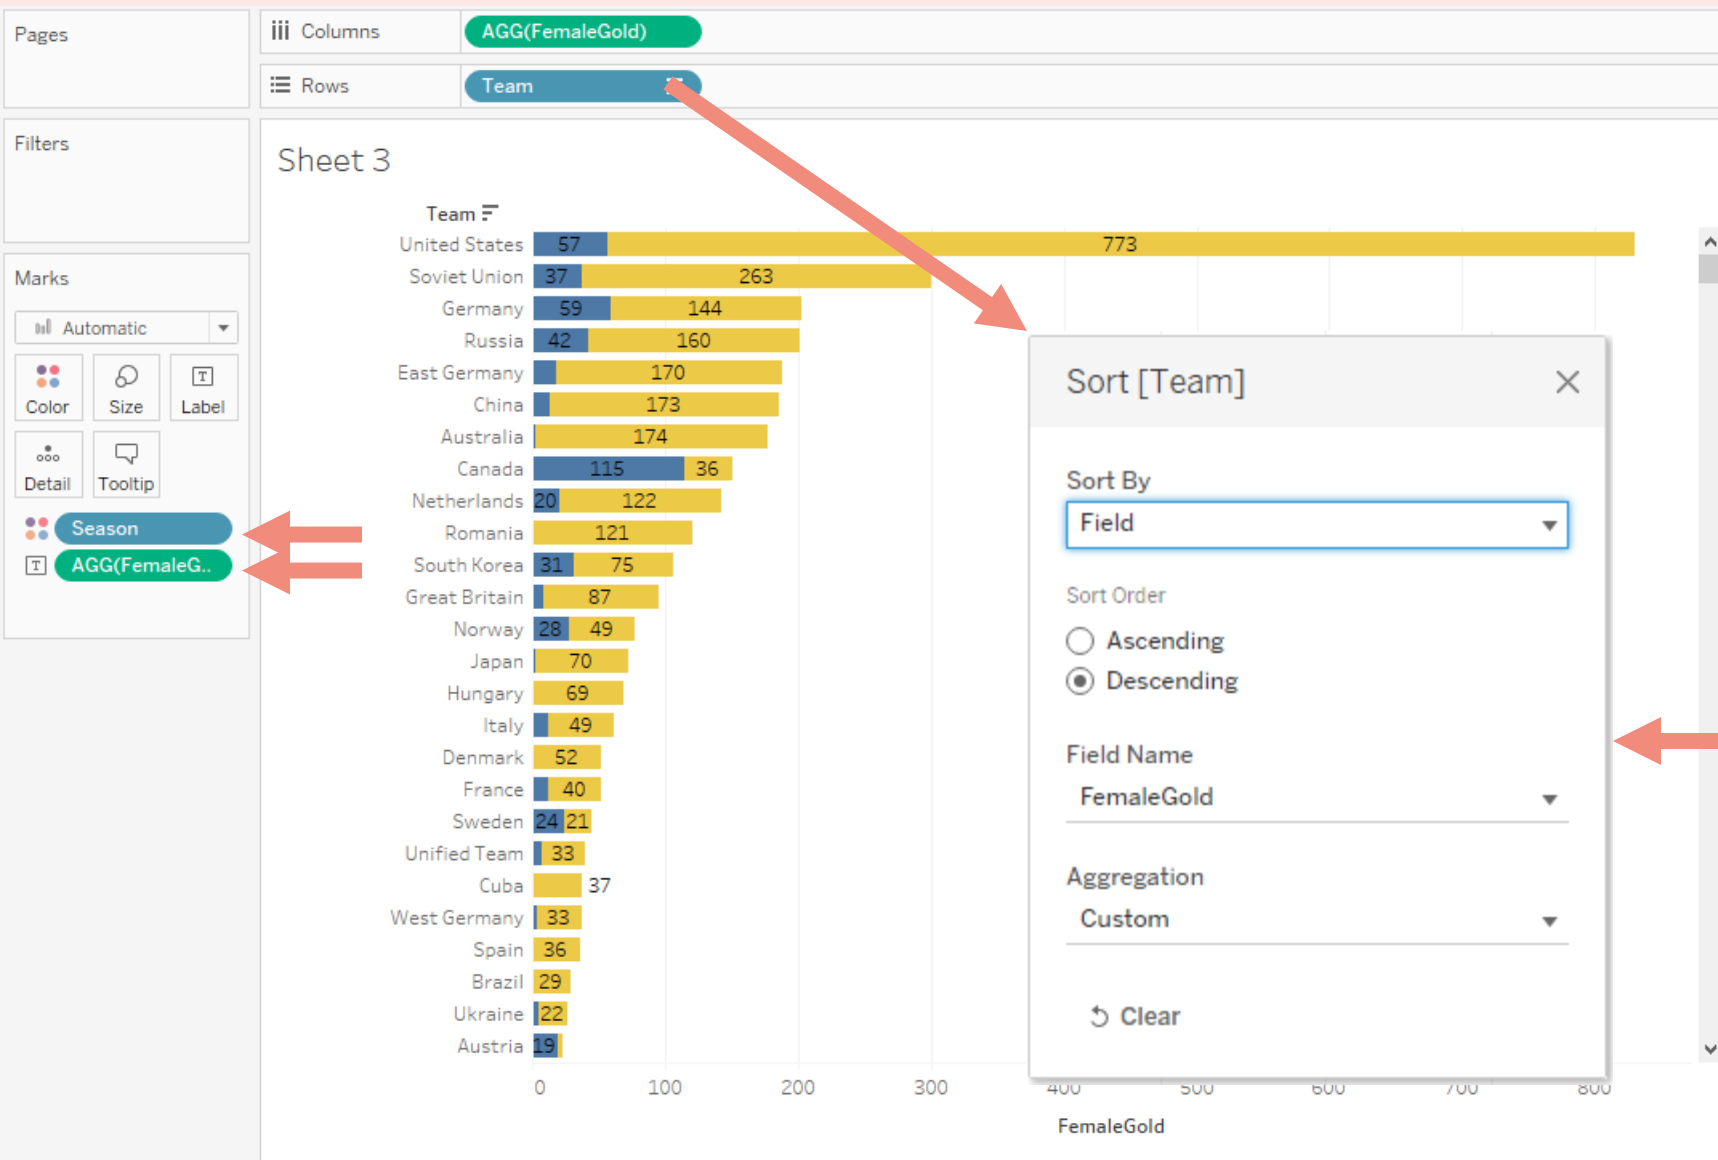 Pages
Columns
AGG(FemaleGold)
Rows
Team
Filters
Marks
Automatic
Color
Size
T
Label
Detail
Tooltip
Season
T
AGG(FemaleG..
Sheet 3
Team
United States 57 773
Soviet Union 37 263
Germany 59 144
Russia 42 160
East Germany 170
China 173
Australia 174
Canada 115 36
Netherlands 20 122
Romania 121
South Korea 31 75
Great Britain 87
Norway 28 49
Japan 70
Hungary 69
Italy 49
Denmark 52
France 40
Sweden 24 21
Unified Team 33
Cuba 37
West Germany 33
Spain 36
Brazil 29
Ukraine 22
Austria 19
0 100 200 300 400 500 600 700 800
FemaleGold
Sort [Team]
Sort By
Field
Sort Order
Ascending
Descending
Field Name
FemaleGold
Aggregation
Custom
Clear